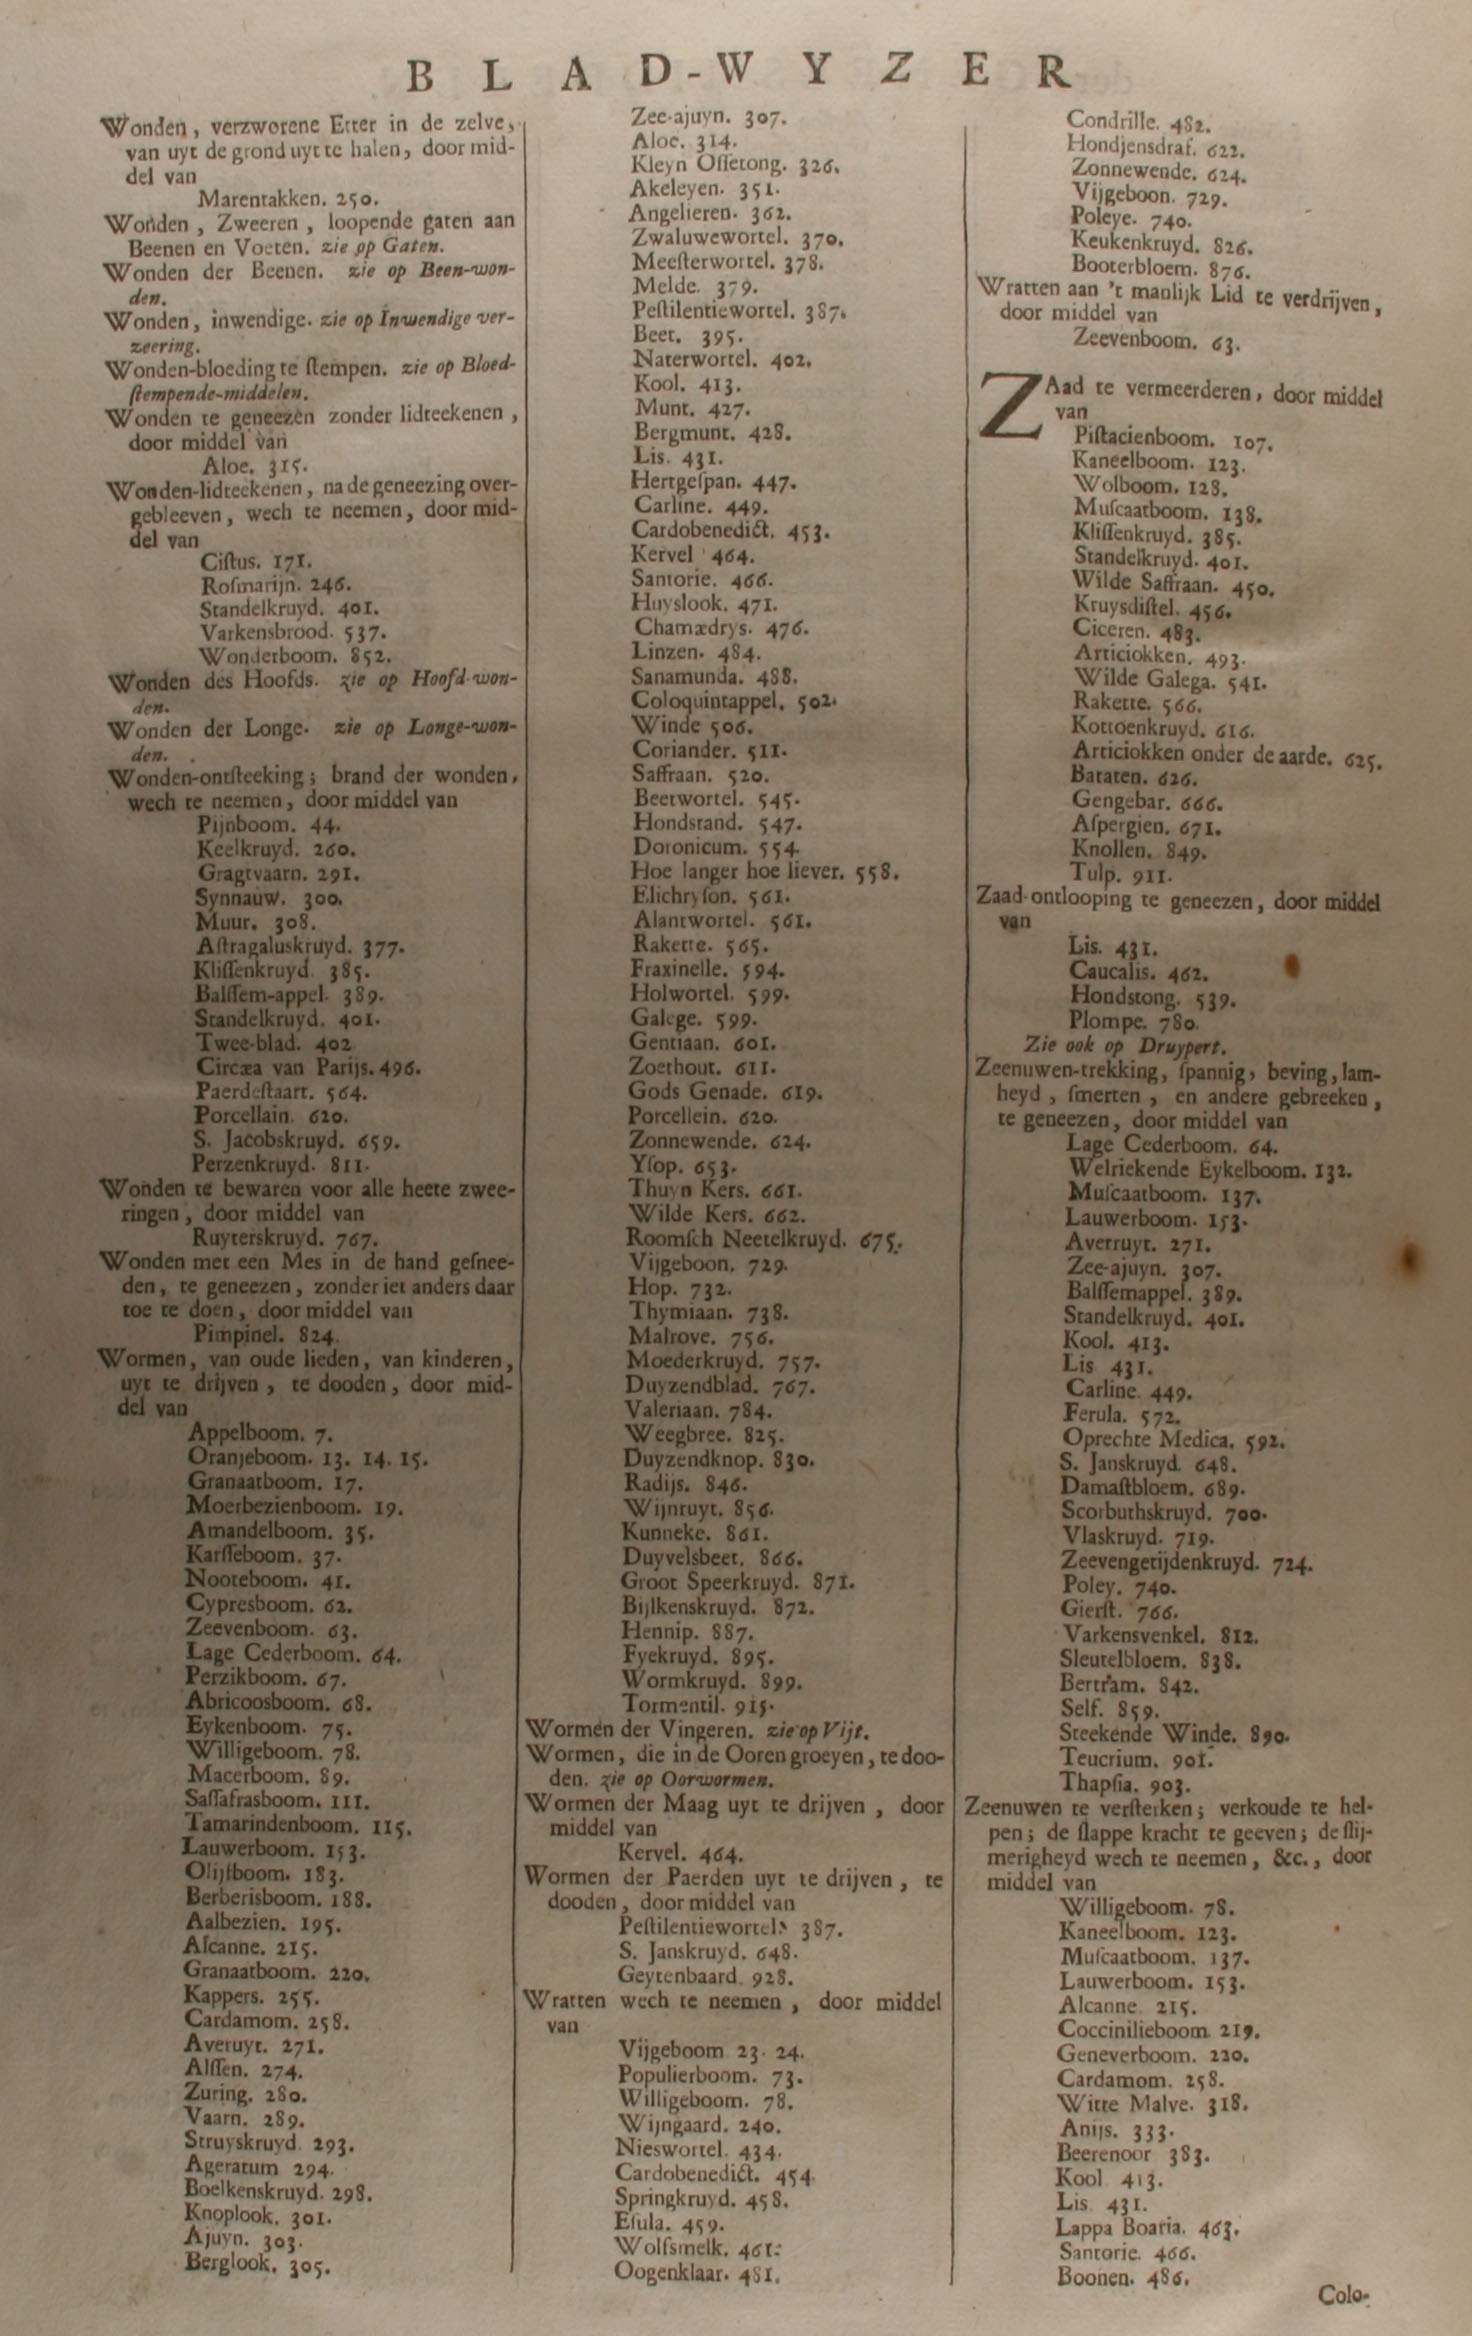 BLAD-WYZER
Wonden, verzworene Etter in de zelve,
van uyt de grond uyt te halen, door mid-
del van
Marentakken. 250.
Wonden, Zweeren, loopende gaten aan
Beenen en Voeten. zie op Gaten.
Wonden der Beenen. zie op Been-won-
den.
Wonden, inwendige. zie op Inwendige ver-
zeering.
Wonden-bloeding te ſtempen. zie op Bloed-
ſtempende-middelen.
Wonden te geneezen zonder lidteekenen,
door middel van
Aloe. 315.
Wonden-lidteekenen, na de geneezing over-
gebleeven, wech te neemen, door mid-
del van
Ciſtus. 171.
Roſmarijn. 246.
Standelkruyd. 401.
Varkensbrood. 537.
Wonderboom. 852.
Wonden des Hoofds. zie op Hoofd-won-
den.
Wonden der Longe. zie op Longe-won-
den.
Wonden-ontſteeking; brand der wonden,
wech te neemen, door middel van
Pijnboom. 44.
Keelkruyd. 260.
Gragtvaarn. 291.
Synnauw. 300.
Muur. 308.
Aſtragaluskruyd. 377.
Kliſſenkruyd. 385.
Balſſem-appel. 389.
Standelkruyd. 401.
Twee-blad. 402
Circæa van Parijs. 496.
Paerdeſtaart. 564.
Porcellain. 620.
S. Jacobskruyd. 659.
Perzenkruyd. 811.
Wonden te bewaren voor alle heete zwee-
ringen, door middel van
Ruyterskruyd. 767.
Wonden met een Mes in de hand geſnee-
den, te geneezen, zonder iet anders daar
toe te doen, door middel van
Pimpinel. 824.
Wormen, van oude lieden, van kinderen,
uyt te drijven, te dooden, door mid-
del van
Appelboom. 7.
Oranjeboom. 13. 14. 15.
Granaatboom. 17.
Moerbezienboom. 19.
Amandelboom. 35.
Karſſeboom. 37.
Nooteboom. 41.
Cypresboom. 62.
Zeevenboom. 63.
Lage Cederboom. 64.
Perzikboom. 67.
Abricoosboom. 68.
Eykenboom. 75.
Willigeboom. 78.
Macerboom. 89.
Saſſafrasboom. 111.
Tamarindenboom. 115.
Lauwerboom. 153.
Olijfboom. 183.
Berberisboom. 188.
Aalbezien. 195.
Alcanne. 215.
Granaatboom. 220.
Kappers. 255.
Cardamom. 258.
Averuyt. 271.
Alſſen. 274.
Zuring. 280.
Vaarn. 289.
Struyskruyd. 293.
Ageratum 294.
Boelkenskruyd. 298.
Knoplook. 301.
Ajuyn. 303.
Berglook. 305.
Zee-ajuyn. 307.
Aloe. 314.
Kleyn Oſſetong. 326.
Akeleyen. 351.
Angelieren. 362.
Zwaluwewortel. 370.
Meeſterwortel. 378.
Melde. 379.
Peſtilentiewortel. 387.
Beet. 395.
Naterwortel. 402.
Kool. 413.
Munt. 427.
Bergmunt. 428.
Lis. 431.
Hertgeſpan. 447.
Carline. 449.
Cardobenedict. 453.
Kervel 464.
Santorie. 466.
Huyslook. 471.
Chamædrys. 476.
Linzen. 484.
Sanamunda. 488.
Coloquintappel. 502.
Winde 506.
Coriander. 511.
Saffraan. 520.
Beetwortel. 545.
Hondstand. 547.
Doronicum. 554.
Hoe langer hoe liever. 558.
Elichryſon. 561.
Alantwortel. 561.
Rakette. 565.
Fraxinelle. 594.
Holwortel. 599.
Galege. 599.
Gentiaan. 601.
Zoethout. 611.
Gods Genade. 619.
Porcellein. 620.
Zonnewende. 624.
Yſop. 653.
Thuyn Kers. 661.
Wilde Kers. 662.
Roomſch Neetelkruyd. 675.
Vijgeboon. 729.
Hop. 732.
Thymiaan. 738.
Malrove. 756.
Moederkruyd. 757.
Duyzendblad. 767.
Valeriaan. 784.
Weegbree. 825.
Duyzendknop. 830.
Radijs. 846.
Wijnruyt. 856.
Kunneke. 861.
Duyvelsbeet. 866.
Groot Speerkruyd. 871.
Bijlkenskruyd. 872.
Hennip. 887.
Fyekruyd. 895.
Wormkruyd. 899.
Tormentil. 915.
Wormen der Vingeren. zie op Vijt.
Wormen, die in de Ooren groeyen, te doo-
den. zie op Oorwormen.
Wormen der Maag uyt te drijven, door
middel van
Kervel. 464.
Wormen der Paerden uyt te drijven, te
dooden, door middel van
Peſtilentiewortel. 387.
S. Janskruyd. 648.
Geytenbaard. 928.
Wratten wech te neemen, door middel
van
Vijgeboom 23. 24.
Populierboom. 73.
Willigeboom. 78.
Wijngaard. 240.
Nieswortel. 434.
Cardobenedict. 454.
Springkruyd. 458.
Eſula. 459.
Wolfsmelk. 461.
Oogenklaar. 481.
Condrille. 482.
Hondjensdraf. 622.
Zonnewende. 624.
Vijgeboon. 729.
Poleye. 740.
Keukenkruyd. 826.
Booterbloem. 876.
Wratten aan 't manlijk Lid te verdrijven,
door middel van
Zeevenboom. 63.
ZAad te vermeerderen, door middel
van
Piſtacienboom. 107.
Kaneelboom. 123.
Wolboom. 128.
Muſcaatboom. 138.
Kliſſenkruyd. 385.
Standelkruyd. 401.
Wilde Saffraan. 450.
Kruysdiſtel. 456.
Ciceren. 483.
Articiokken. 493.
Wilde Galega. 541.
Rakette. 566.
Kottoenkruyd. 616.
Articiokken onder de aarde. 625.
Bataten. 626.
Gengebar. 666.
Aſpergien. 671.
Knollen. 849.
Tulp. 911.
Zaad-ontlooping te geneezen, door middel
van
Lis. 431.
Caucalis. 462.
Hondstong. 539.
Plompe. 780.
Zie ook op Druypert.
Zeenuwen-trekking, ſpannig, beving, lam-
heyd, ſmerten, en andere gebreeken,
te geneezen, door middel van
Lage Cederboom. 64.
Welriekende Eykelboom. 132.
Muſcaatboom. 137.
Lauwerboom. 153.
Averruyt. 271.
Zee-ajuyn. 307.
Balſſemappel. 389.
Standelkruyd. 401.
Kool. 413.
Lis 431.
Carline. 449.
Ferula. 572.
Oprechte Medica. 592.
S. Janskruyd. 648.
Damaſtbloem. 689.
Scorbuthskruyd. 700.
Vlaskruyd. 719.
Zeevengetijdenkruyd. 724.
Poley. 740.
Gierſt. 766.
Varkensvenkel. 812.
Sleutelbloem. 838.
Bertram. 842.
Self. 859.
Steekende Winde. 890.
Teucrium. 901.
Thapſia. 903.
Zeenuwen te verſterken; verkoude te hel-
pen; de ſlappe kracht te geeven; de ſlij-
merigheyd wech te neemen, &c., door
middel van
Willigeboom. 78.
Kaneelboom. 123.
Muſcaatboom. 137.
Lauwerboom. 153.
Alcanne. 215.
Coccinilieboom. 219.
Geneverboom. 220.
Cardamom. 258.
Witte Malve. 318.
Anijs. 333.
Beerenoor 383.
Kool 413.
Lis 431.
Lappa Boaria. 463.
Santorie. 466.
Boonen. 486.
Colo-